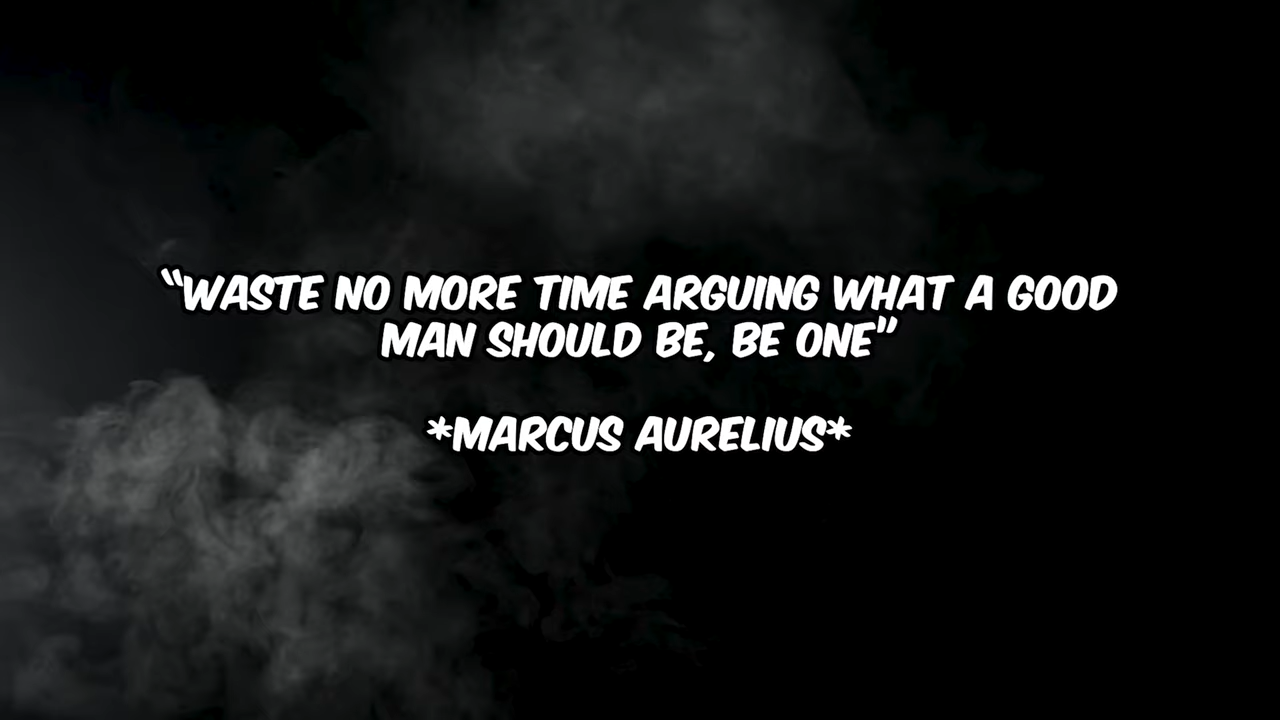 “WASTE NO MORE TIME ARGUING WHAT A GOOD
MAN SHOULD BE, BE ONE”
*MARCUS AURELIUS*